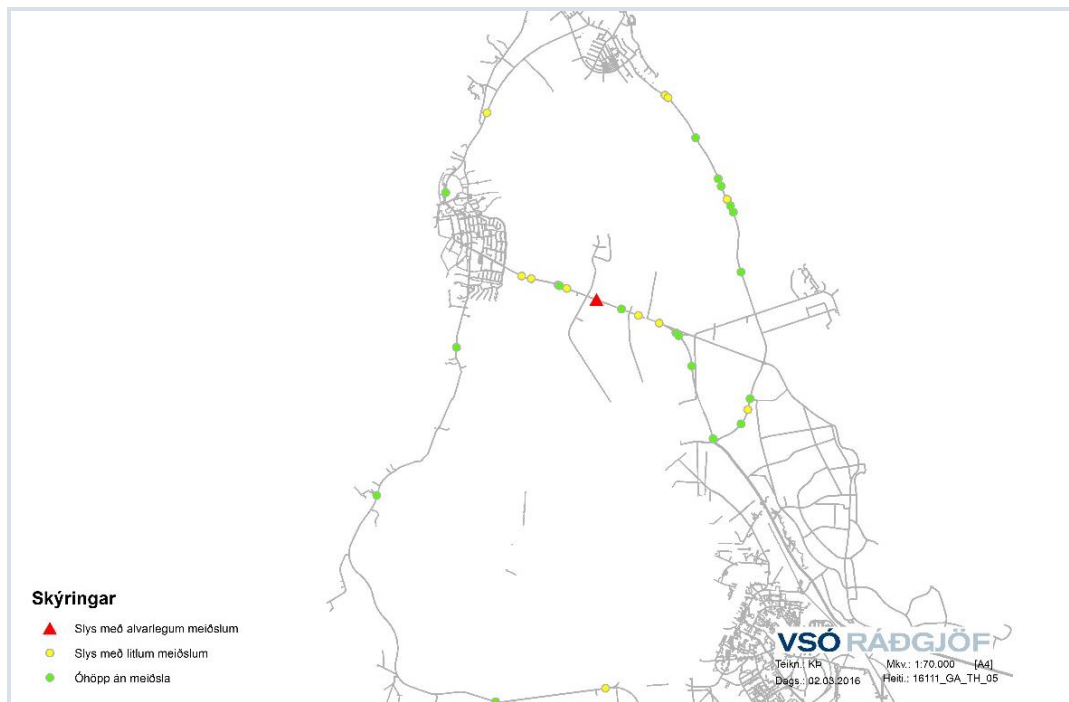 Skýringar
Slys með alvarlegum meiðslum
Slys með litlum meiðslum
Óhöpp án meiðsla
VSÓ RÁÐGJÖF
Teikn.: KÞ Mkv.: 1:70.000 [A4]
Dags.: 02.03.2016 Heiti.: 16111_GA_TH_05